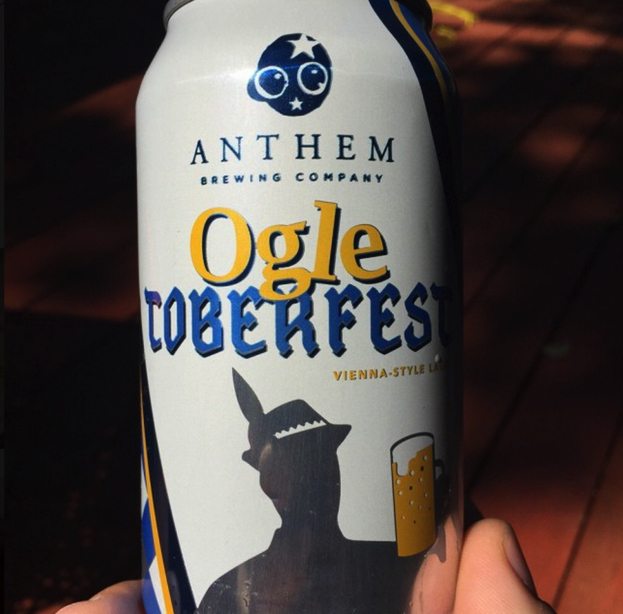 ANTHEM
BREWING COMPANY
Ogle
TOBERFEST
VIENNA-STYLE